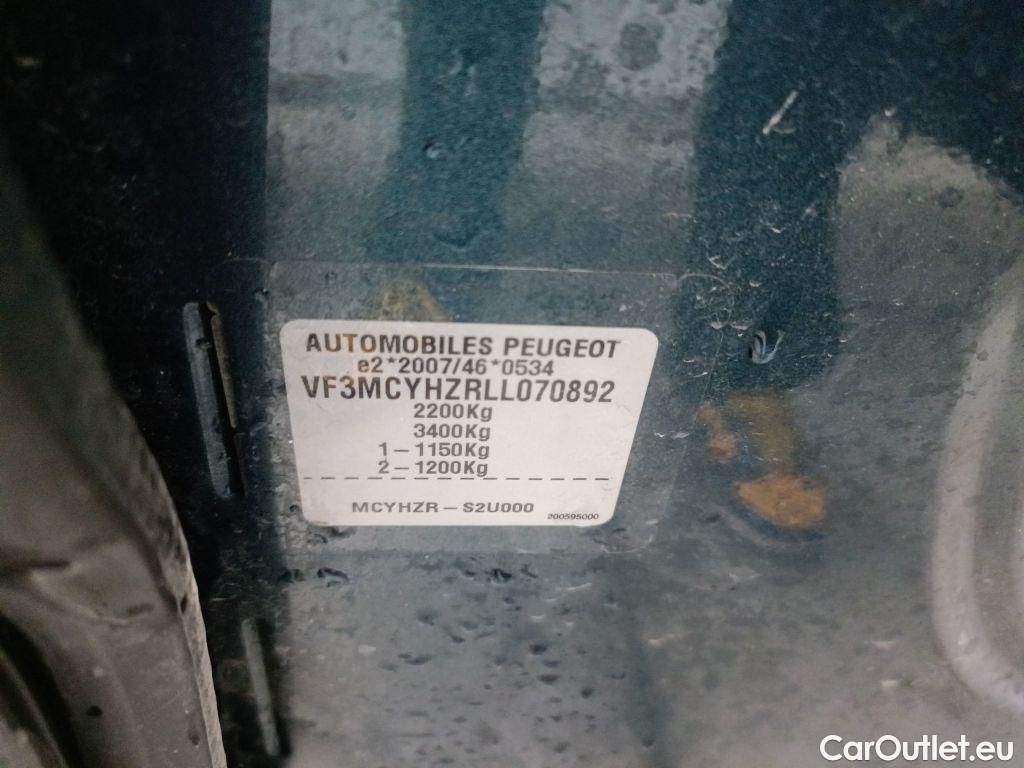 AUTOMOBILES PEUGEOT
e2*2007/46*0534
VF3MCYHZRLL070892
2200Kg
3400Kg
1-1150Kg
2-1200Kg
MCYHZR-S2U000
200595000
CarOutlet.eu